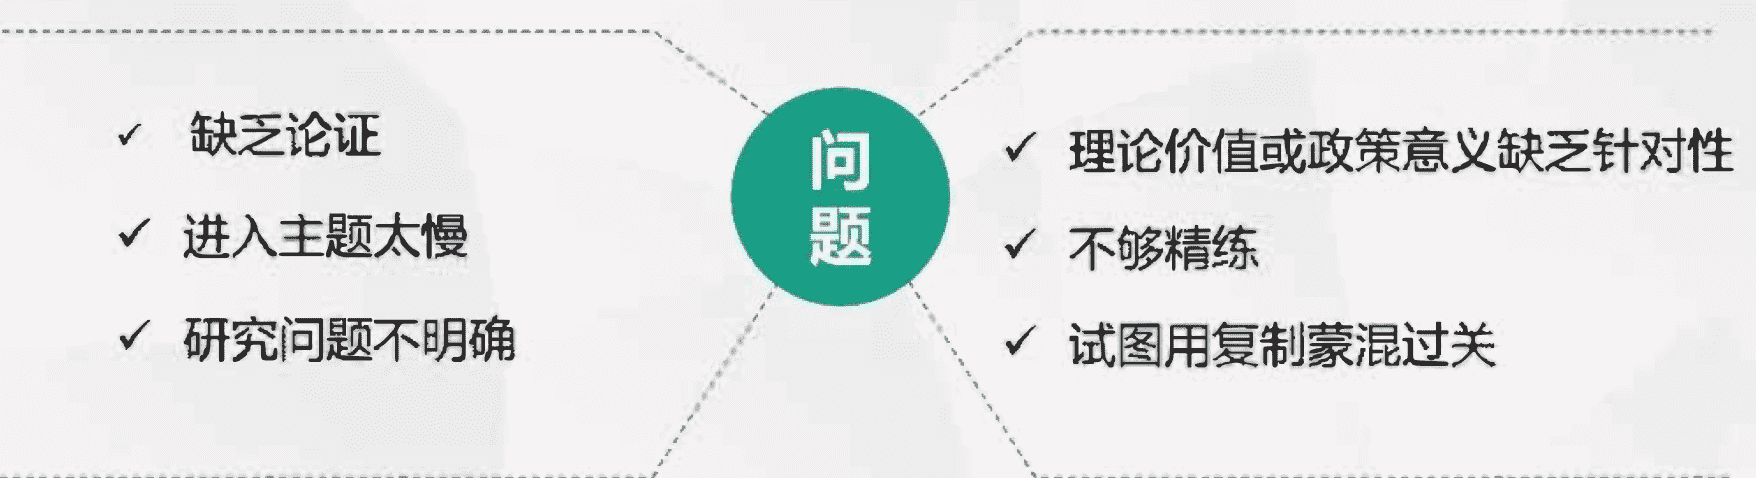 缺乏论证
进入主题太慢
研究问题不明确
问
题
理论价值或政策意义缺乏针对性
不够精练
试图用复制蒙混过关